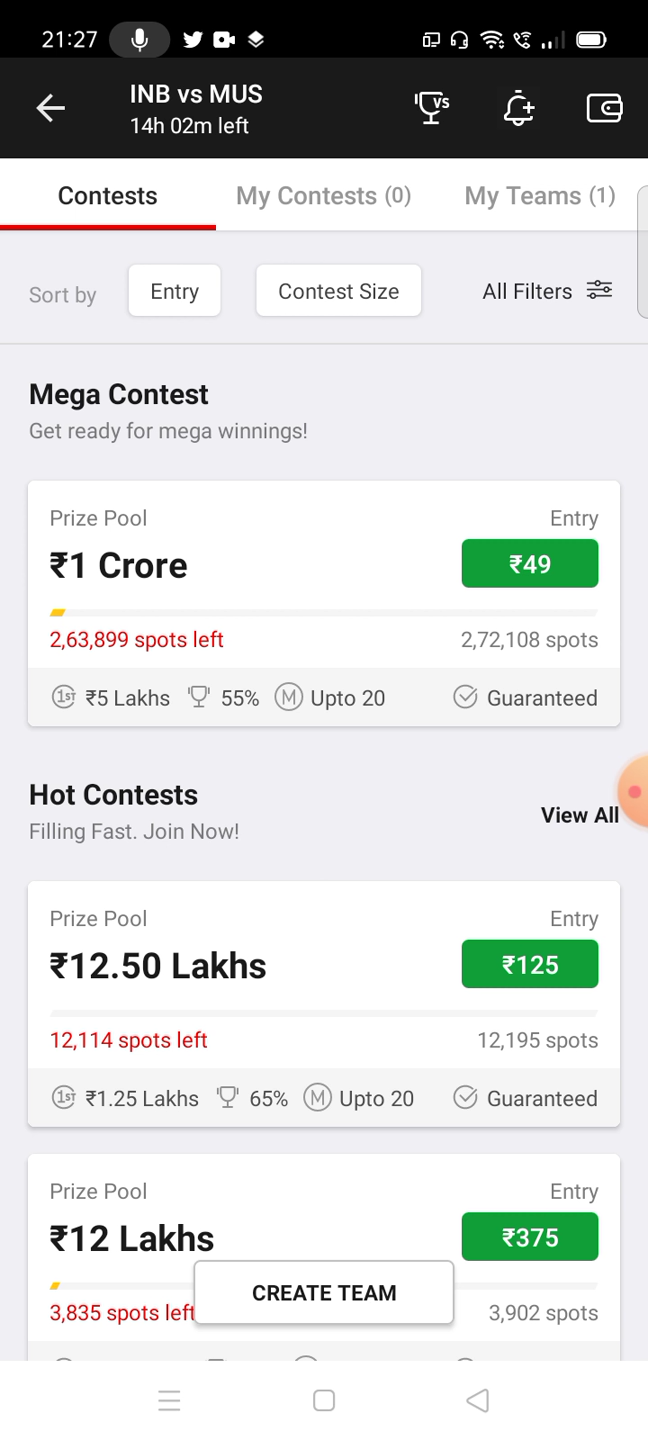 21:27
INB vs MUS
14h 02m left
VS
Contests
My Contests (0)
My Teams (1)
Sort by
Entry
Contest Size
All Filters
Mega Contest
Get ready for mega winnings!
Prize Pool
Entry
₹1 Crore
₹49
2,63,899 spots left
2,72,108 spots
1ST ₹5 Lakhs 55% M Upto 20 Guaranteed
Hot Contests
View All
Filling Fast. Join Now!
Prize Pool
Entry
₹12.50 Lakhs
₹125
12,114 spots left
12,195 spots
1ST ₹1.25 Lakhs 65% M Upto 20 Guaranteed
Prize Pool
Entry
₹12 Lakhs
₹375
CREATE TEAM
3,835 spots left
3,902 spots